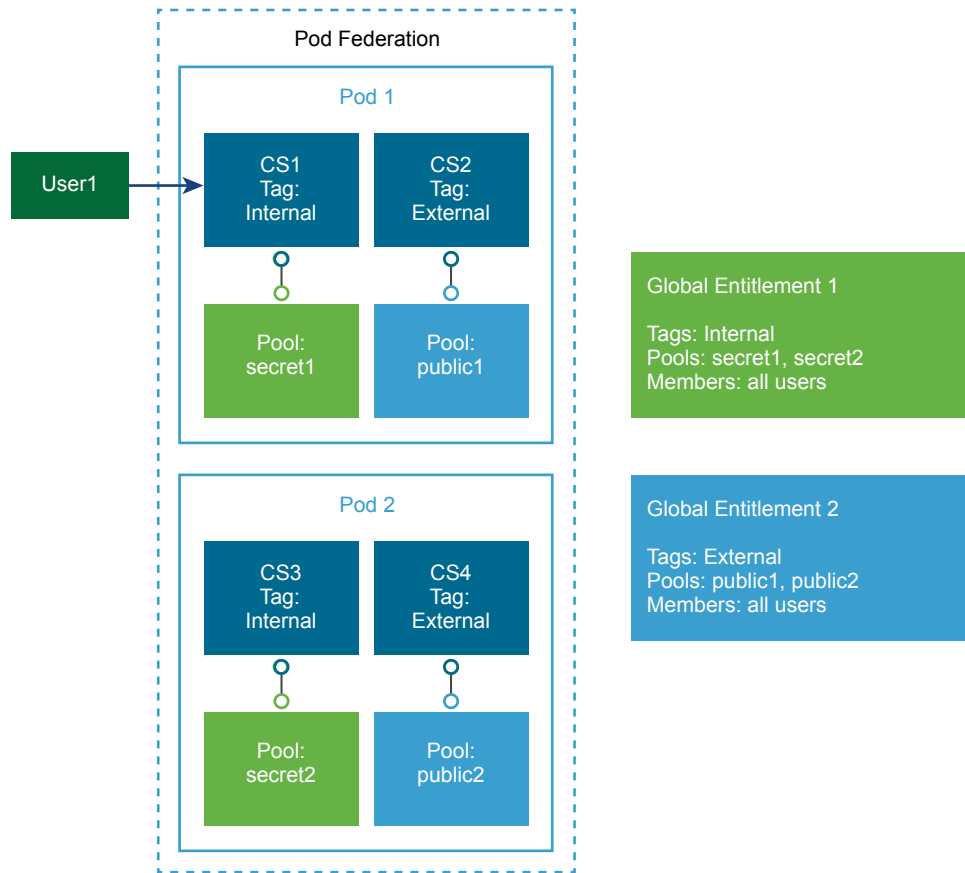 Pod Federation
Pod 1
User1
CS1
Tag:
Internal
CS2
Tag:
External
Pool:
secret1
Pool:
public1
Global Entitlement 1
Tags: Internal
Pools: secret1, secret2
Members: all users
Pod 2
CS3
Tag:
Internal
CS4
Tag:
External
Pool:
secret2
Pool:
public2
Global Entitlement 2
Tags: External
Pools: public1, public2
Members: all users